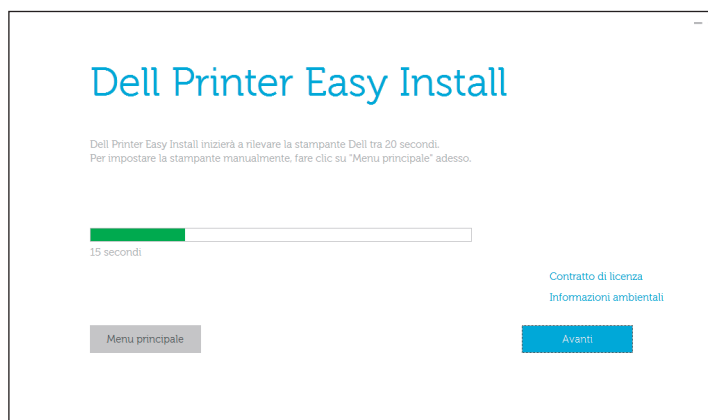 Dell Printer Easy Install
Dell Printer Easy Install inizierà a rilevare la stampante Dell tra 20 secondi.
Per impostare la stampante manualmente, fare clic su "Menu principale" adesso.
15 secondi
Contratto di licenza
Informazioni ambientali
Menu principale
Avanti